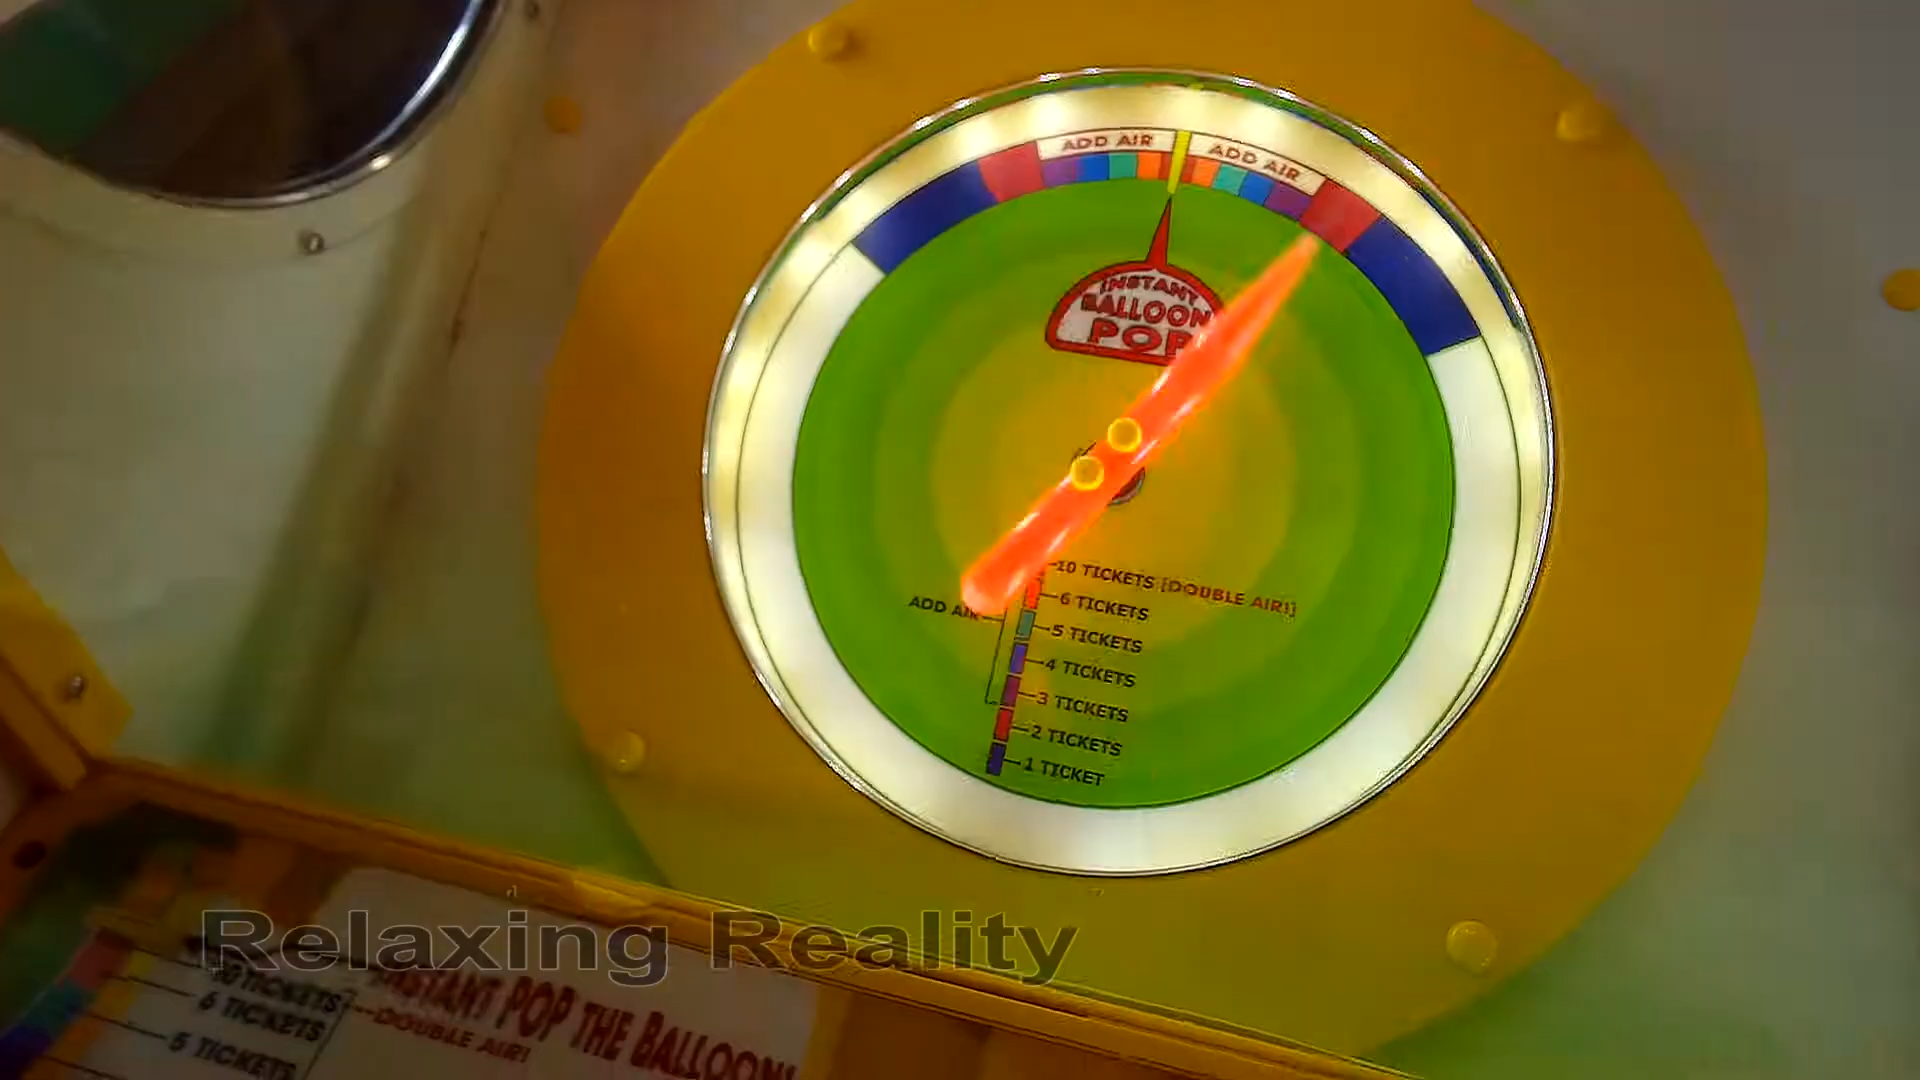 ADD AIR
ADD AIR
INSTANT
BALLOON
POP
10 TICKETS [DOUBLE AIR!]
6 TICKETS
ADD AIR
5 TICKETS
4 TICKETS
3 TICKETS
2 TICKETS
1 TICKET
Relaxing Reality
10 TICKETS
DOUBLE AIR!
6 TICKETS
5 TICKETS
INSTANT POP THE BALLOON!